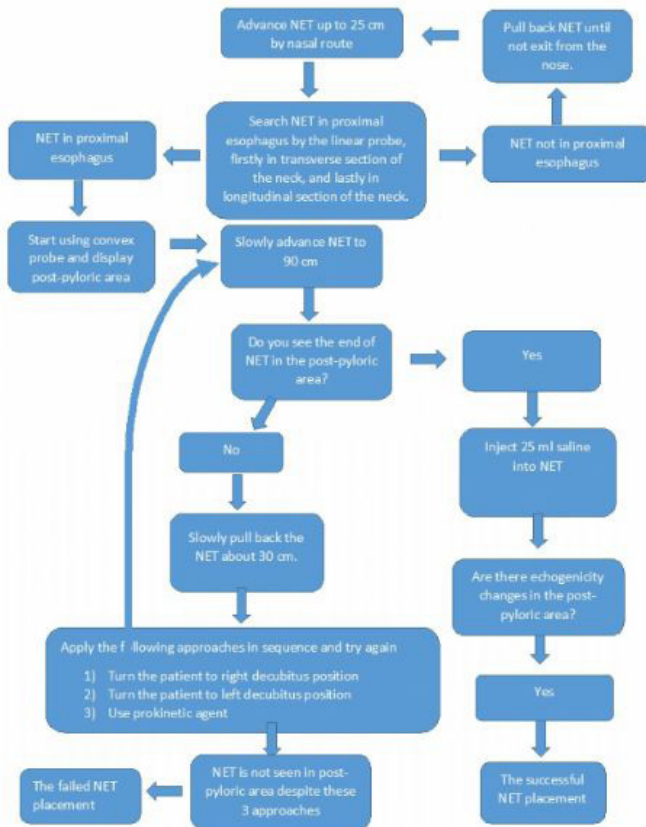 Advance NET up to 25 cm
by nasal route
Pull back NET until
not exit from the
nose.
Search NET in proximal
esophagus by the linear probe,
firstly in transverse section of
the neck, and lastly in
longitudinal section of the neck.
NET in proximal
esophagus
NET not in proximal
esophagus
Start using convex
probe and display
post-pyloric area
Slowly advance NET to
90 cm
Do you see the end of
NET in the post-pyloric
area?
Yes
No
Inject 25 ml saline
into NET
Slowly pull back the
NET about 30 cm.
Are there echogenicity
changes in the post-
pyloric area?
Apply the f llowing approaches in sequence and try again
1) Turn the patient to right decubitus position
2) Turn the patient to left decubitus position
3) Use prokinetic agent
Yes
NET is not seen in post-
pyloric area despite these
3 approaches
The failed NET
placement
The successful
NET placement